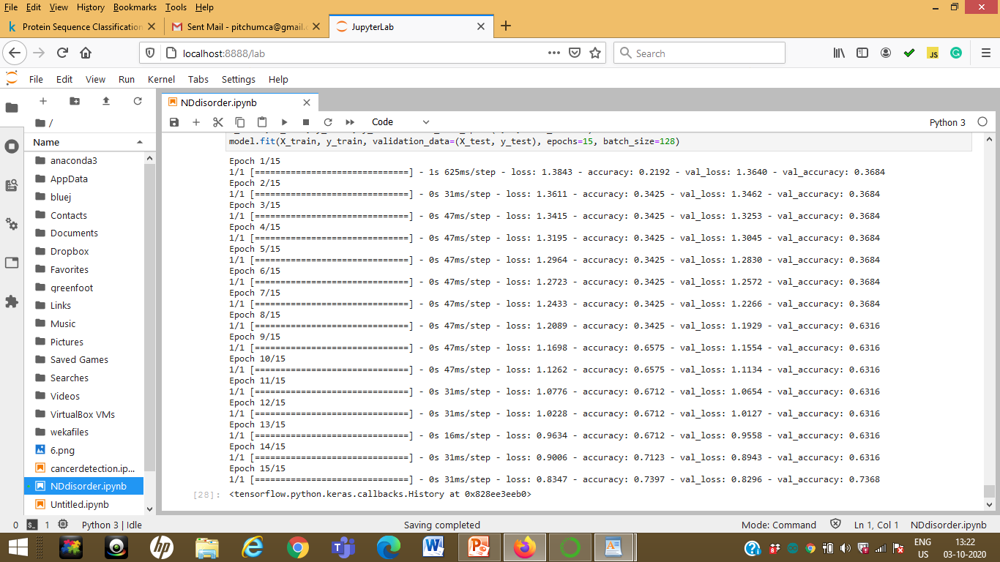 File Edit View History Bookmarks Tools Help
Protein Sequence Classification
Sent Mail - pitchumca@gmail.
JupyterLab
localhost:8888/lab
Search
JS
File Edit View Run Kernel Tabs Settings Help
NDdisorder.ipynb
/
Code
Python 3
Name
anaconda3
AppData
bluej
Contacts
Documents
Dropbox
Favorites
greenfoot
Links
Music
Pictures
Saved Games
Searches
Videos
VirtualBox VMs
wekafiles
6.png
cancerdetection.ip...
NDdisorder.ipynb
Untitled.ipynb
model.fit(X_train, y_train, validation_data=(X_test, y_test), epochs=15, batch_size=128)
Epoch 1/15
1/1 [==============================] - 1s 625ms/step - loss: 1.3843 - accuracy: 0.2192 - val_loss: 1.3640 - val_accuracy: 0.3684
Epoch 2/15
1/1 [==============================] - 0s 31ms/step - loss: 1.3611 - accuracy: 0.3425 - val_loss: 1.3462 - val_accuracy: 0.3684
Epoch 3/15
1/1 [==============================] - 0s 47ms/step - loss: 1.3415 - accuracy: 0.3425 - val_loss: 1.3253 - val_accuracy: 0.3684
Epoch 4/15
1/1 [==============================] - 0s 47ms/step - loss: 1.3195 - accuracy: 0.3425 - val_loss: 1.3045 - val_accuracy: 0.3684
Epoch 5/15
1/1 [==============================] - 0s 47ms/step - loss: 1.2964 - accuracy: 0.3425 - val_loss: 1.2830 - val_accuracy: 0.3684
Epoch 6/15
1/1 [==============================] - 0s 47ms/step - loss: 1.2723 - accuracy: 0.3425 - val_loss: 1.2572 - val_accuracy: 0.3684
Epoch 7/15
1/1 [==============================] - 0s 47ms/step - loss: 1.2433 - accuracy: 0.3425 - val_loss: 1.2266 - val_accuracy: 0.3684
Epoch 8/15
1/1 [==============================] - 0s 47ms/step - loss: 1.2089 - accuracy: 0.3425 - val_loss: 1.1929 - val_accuracy: 0.6316
Epoch 9/15
1/1 [==============================] - 0s 47ms/step - loss: 1.1698 - accuracy: 0.6575 - val_loss: 1.1554 - val_accuracy: 0.6316
Epoch 10/15
1/1 [==============================] - 0s 47ms/step - loss: 1.1262 - accuracy: 0.6575 - val_loss: 1.1134 - val_accuracy: 0.6316
Epoch 11/15
1/1 [==============================] - 0s 31ms/step - loss: 1.0776 - accuracy: 0.6712 - val_loss: 1.0654 - val_accuracy: 0.6316
Epoch 12/15
1/1 [==============================] - 0s 31ms/step - loss: 1.0228 - accuracy: 0.6712 - val_loss: 1.0127 - val_accuracy: 0.6316
Epoch 13/15
1/1 [==============================] - 0s 16ms/step - loss: 0.9634 - accuracy: 0.6712 - val_loss: 0.9558 - val_accuracy: 0.6316
Epoch 14/15
1/1 [==============================] - 0s 31ms/step - loss: 0.9006 - accuracy: 0.7123 - val_loss: 0.8943 - val_accuracy: 0.6316
Epoch 15/15
1/1 [==============================] - 0s 31ms/step - loss: 0.8347 - accuracy: 0.7397 - val_loss: 0.8296 - val_accuracy: 0.7368
[28]: <tensorflow.python.keras.callbacks.History at 0x828ee3eeb0>
0 1 Python 3 | Idle
Saving completed
Mode: Command
Ln 1, Col 1
NDdisorder.ipynb
ENG
US
13:22
03-10-2020